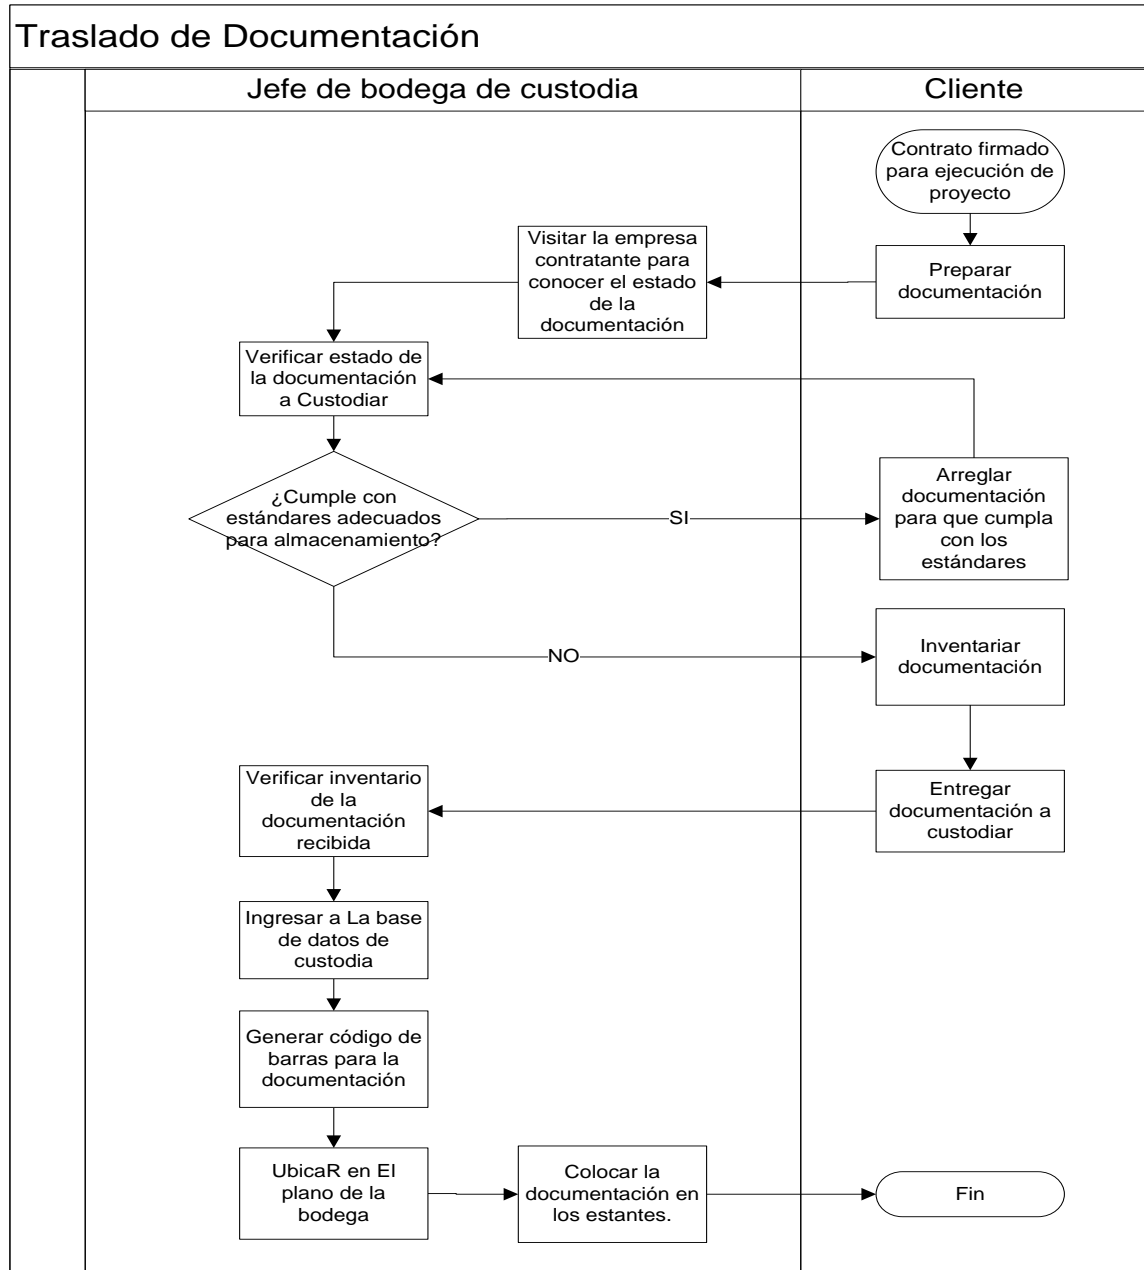 Traslado de Documentación
Jefe de bodega de custodia
Cliente
Contrato firmado
para ejecución de
proyecto
Preparar
documentación
Visitar la empresa
contratante para
conocer el estado
de la
documentación
Verificar estado de
la documentación
a Custodiar
¿Cumple con
estándares adecuados
para almacenamiento?
SI
Arreglar
documentación
para que cumpla
con los
estándares
NO
Inventariar
documentación
Entregar
documentación a
custodiar
Verificar inventario
de la
documentación
recibida
Ingresar a La base
de datos de
custodia
Generar código de
barras para la
documentación
UbicaR en El
plano de la
bodega
Colocar la
documentación en
los estantes.
Fin